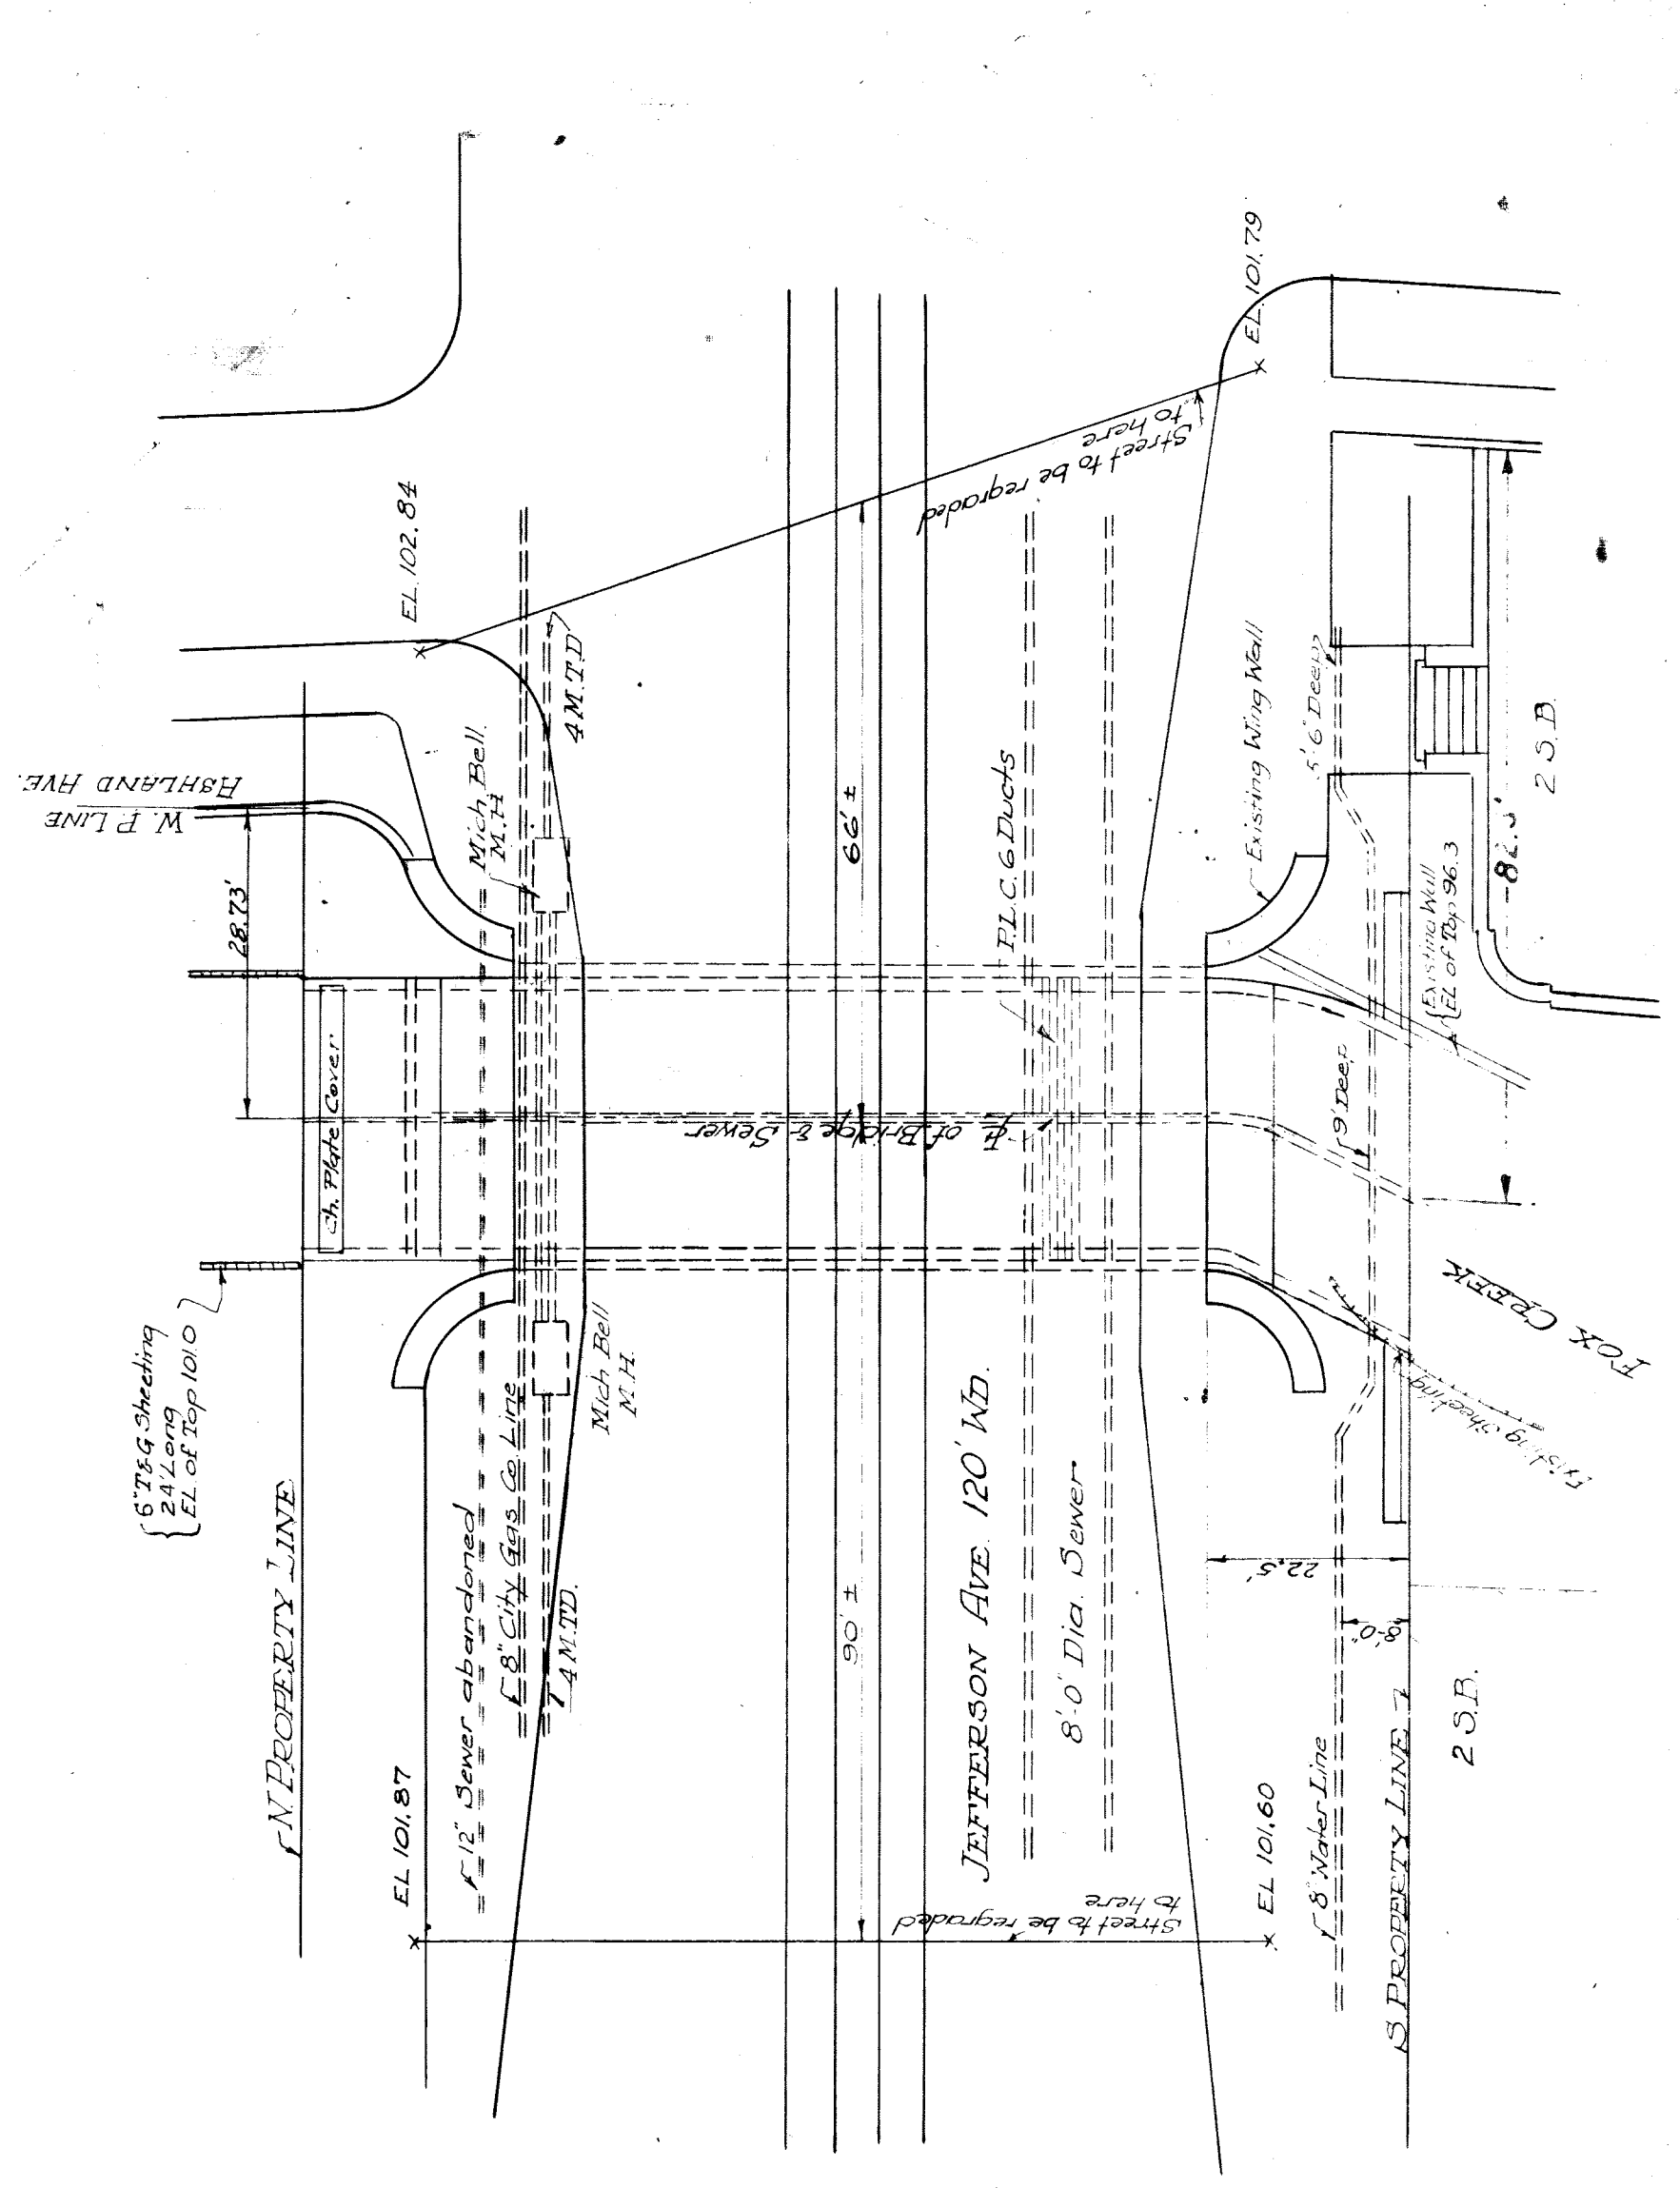 W. P. LINE
ASHLAND AVE.
28.73'
EL. 102.84
EL. 101.79
6" T&G Sheeting
24' Long
EL. of Top 101.0
Ch. Plate Cover
N. PROPERTY LINE
EL 101.87
12" Sewer abandoned
8" City Gas Co. Line
4 M.T.D.
Mich Bell
M.H.
Mich. Bell.
M.H
4 M.T.D
66' ±
90' ±
℄ of Bridge & Sewer
Street to be regraded
to here
Street to be regraded
to here
P.L.C. 6 Ducts
JEFFERSON AVE. 120' WD.
8'-0" Dia. Sewer
EL 101.60
8" Water Line
S. PROPERTY LINE
22.5'
8'-0"
2 S.B.
Existing Wing Wall
5'6" Deep
9' Deep
Existing Wall
EL of Top 96.3
82.5'
2 S.B.
FOX CREEK
Existing Sheeting